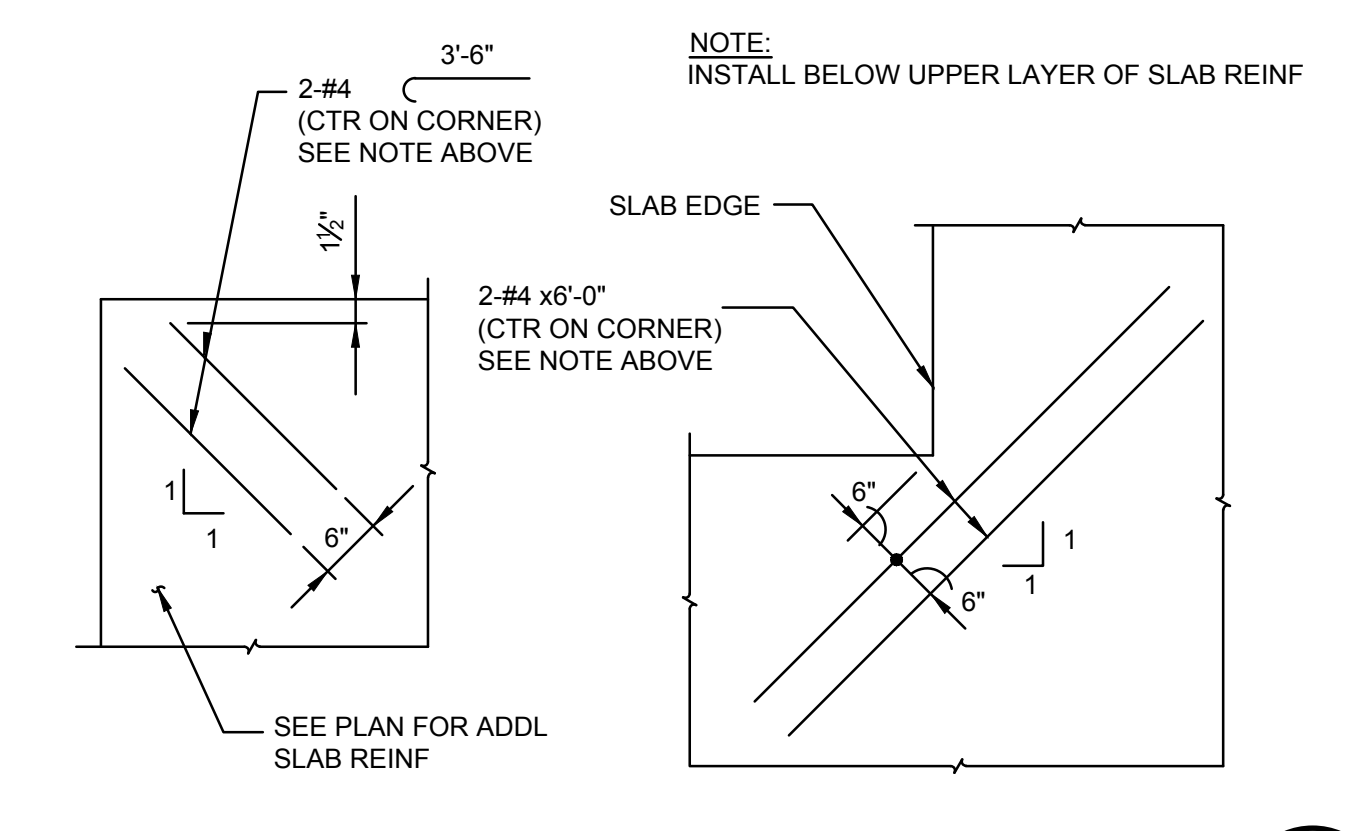 3'-6"
2-#4
(CTR ON CORNER)
SEE NOTE ABOVE
1½"
1
1
6"
SEE PLAN FOR ADDL
SLAB REINF
NOTE:
INSTALL BELOW UPPER LAYER OF SLAB REINF
SLAB EDGE
2-#4 x6'-0"
(CTR ON CORNER)
SEE NOTE ABOVE
6"
6"
1
1